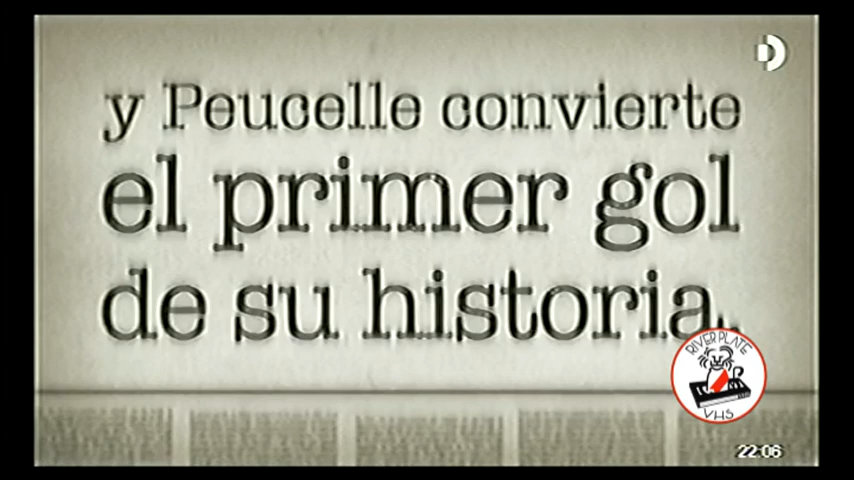 y Peucelle convierte
el primer gol
de su historia.
RIVER PLATE
VHS
22:06